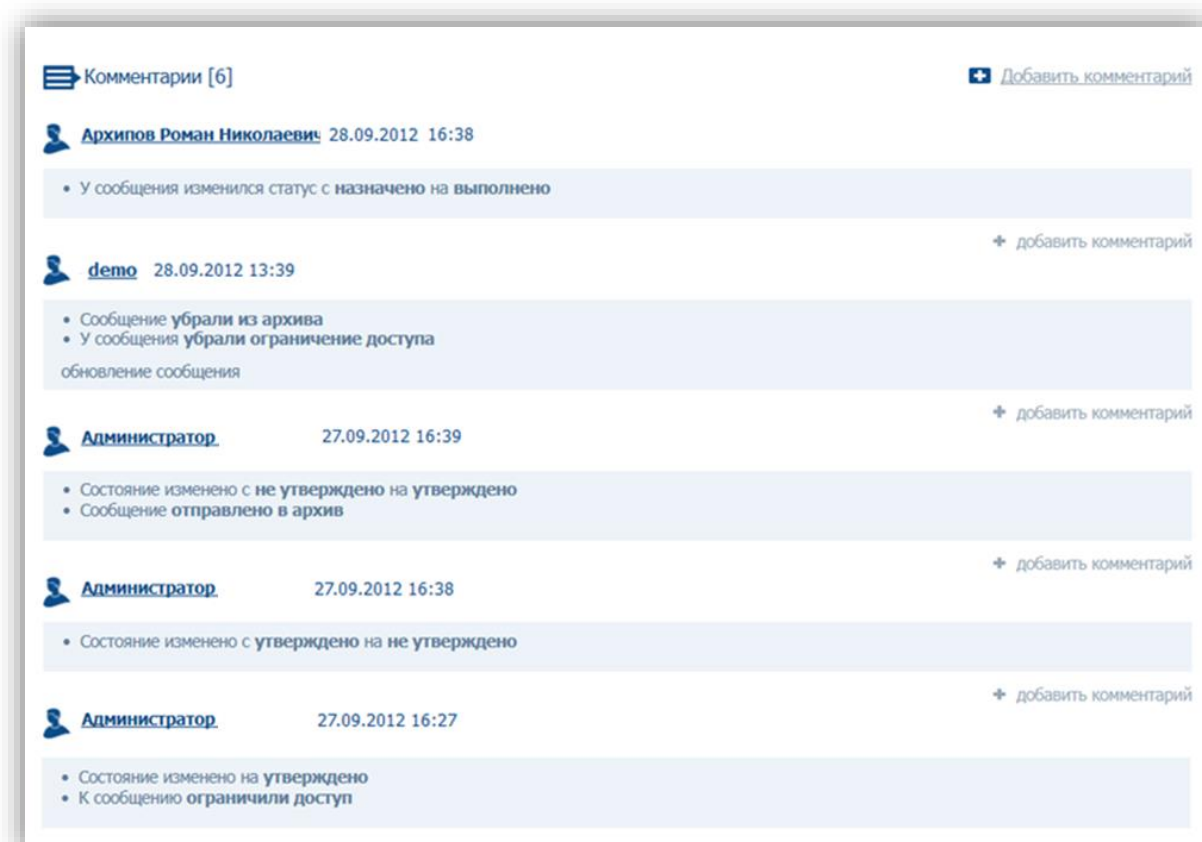 Комментарии [6]
Добавить комментарий
Архипов Роман Николаевич 28.09.2012 16:38
• У сообщения изменился статус с назначено на выполнено
+ добавить комментарий
demo 28.09.2012 13:39
• Сообщение убрали из архива
• У сообщения убрали ограничение доступа
обновление сообщения
+ добавить комментарий
Администратор 27.09.2012 16:39
• Состояние изменено с не утверждено на утверждено
• Сообщение отправлено в архив
+ добавить комментарий
Администратор 27.09.2012 16:38
• Состояние изменено с утверждено на не утверждено
+ добавить комментарий
Администратор 27.09.2012 16:27
• Состояние изменено на утверждено
• К сообщению ограничили доступ